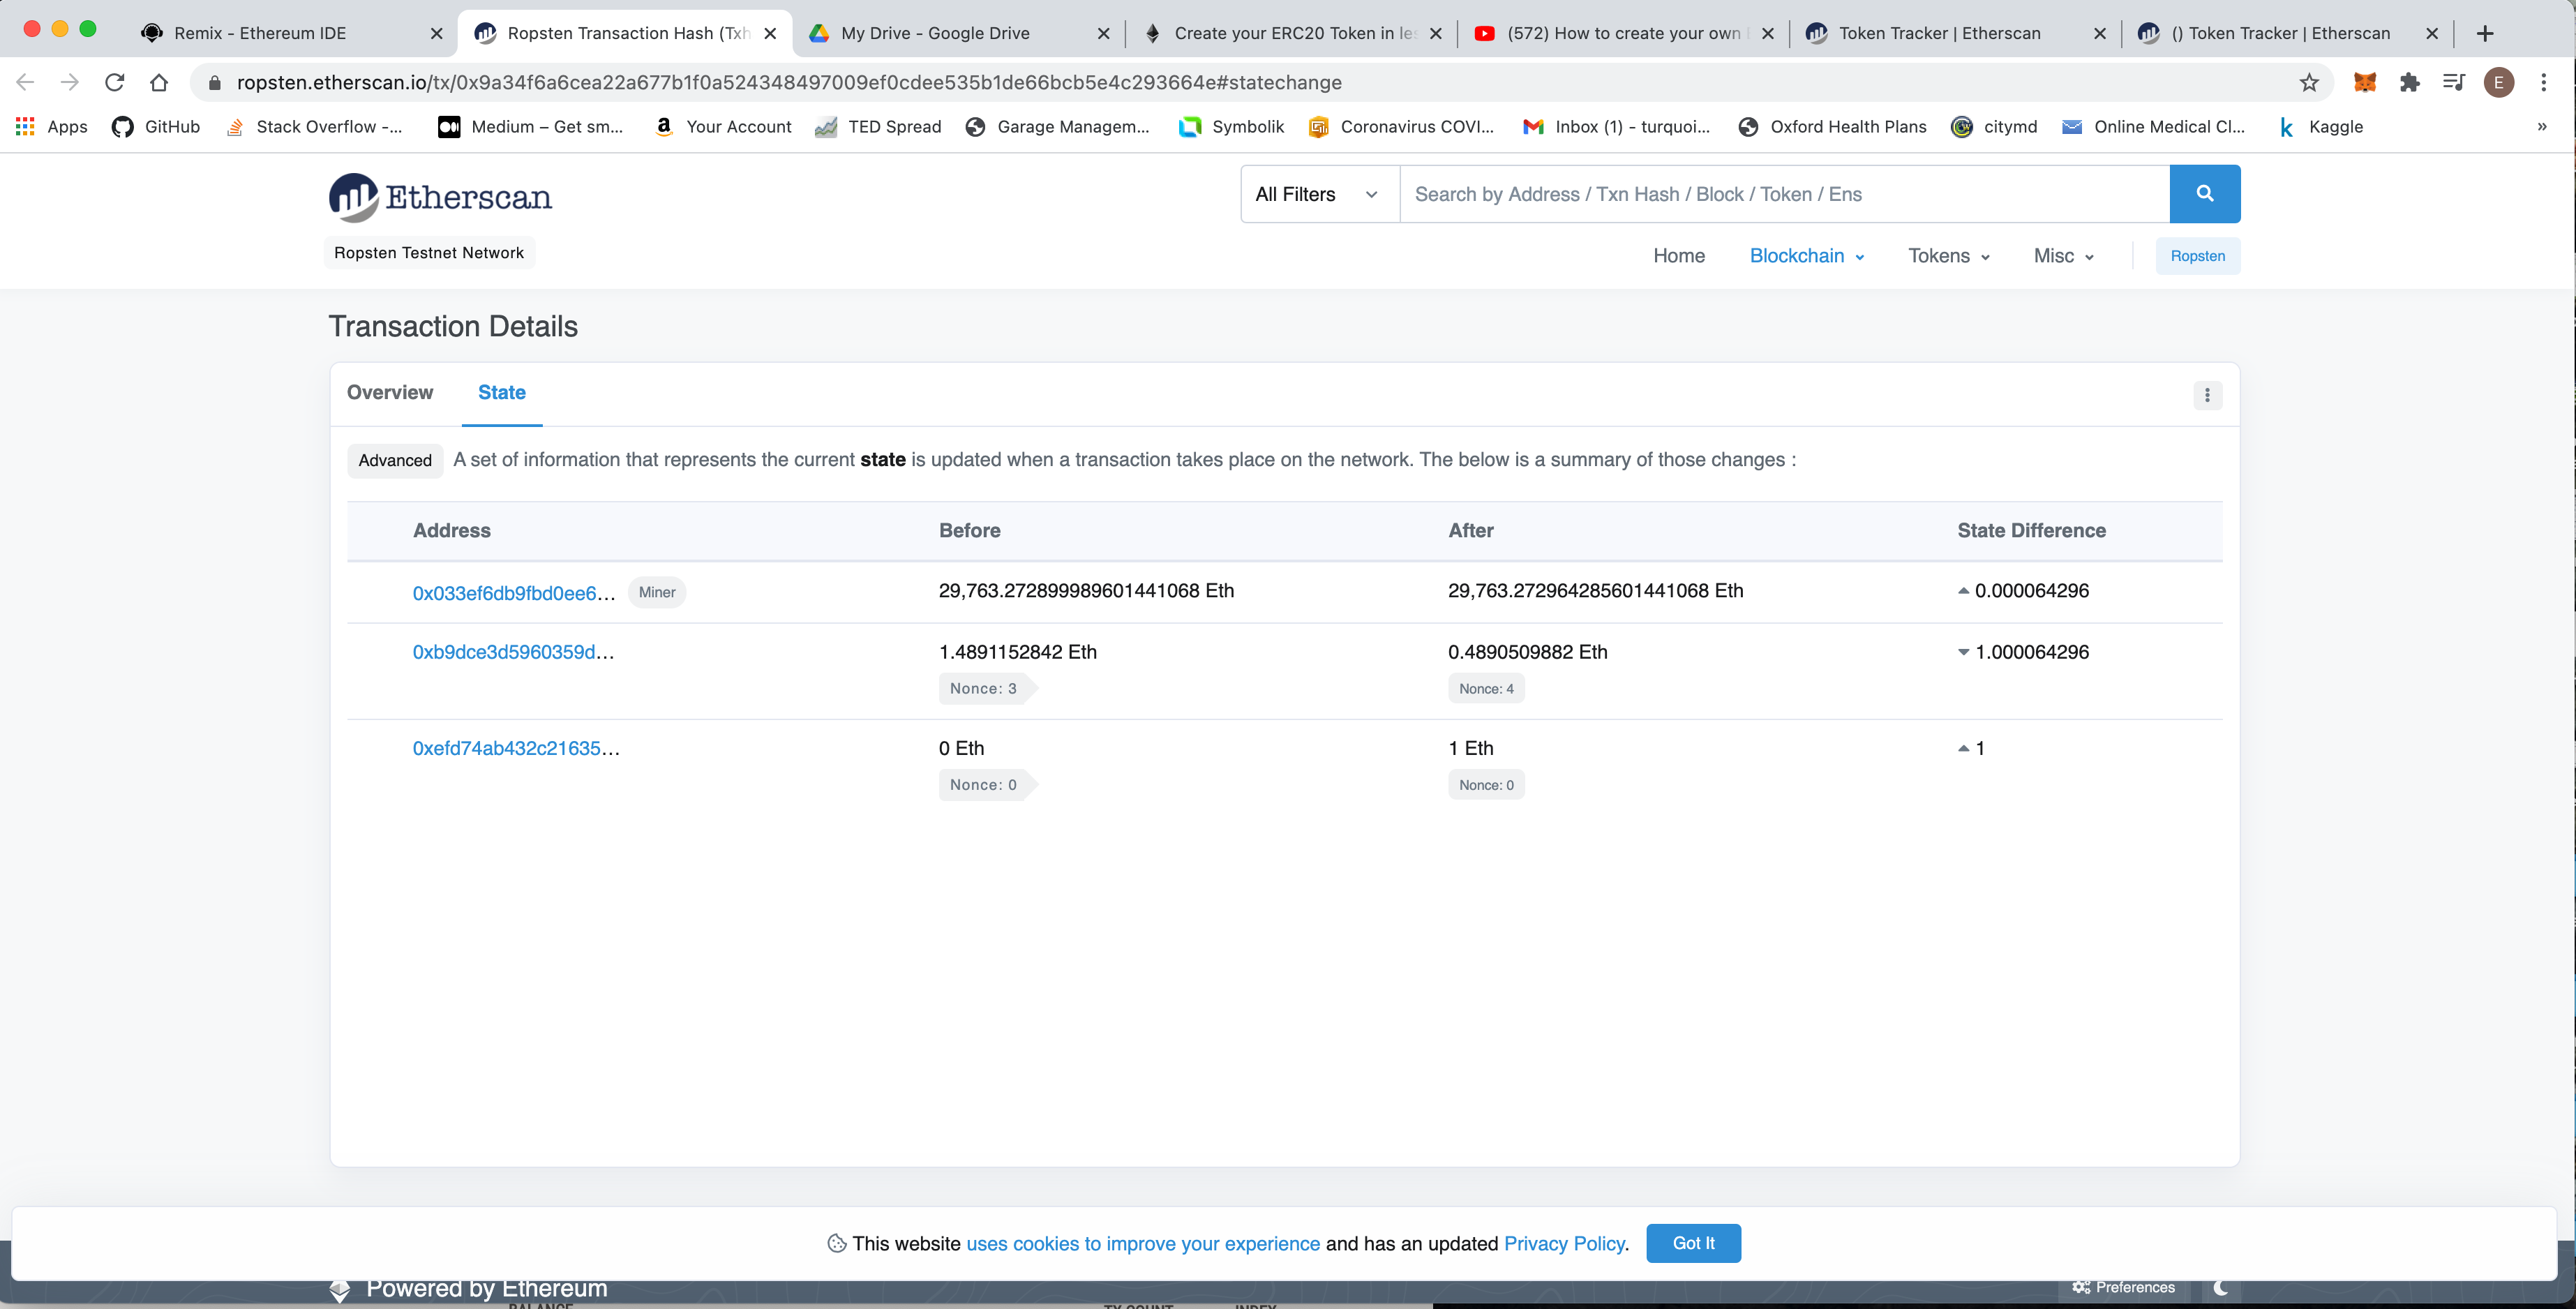 Remix - Ethereum IDE
Ropsten Transaction Hash (Txh
My Drive - Google Drive
Create your ERC20 Token in les
(572) How to create your own
Token Tracker | Etherscan
() Token Tracker | Etherscan
ropsten.etherscan.io/tx/0x9a34f6a6cea22a677b1f0a524348497009ef0cdee535b1de66bcb5e4c293664e#statechange
E
Apps
GitHub
Stack Overflow -...
Medium – Get sm...
Your Account
TED Spread
Garage Managem...
Symbolik
Coronavirus COVI...
Inbox (1) - turquoi...
Oxford Health Plans
citymd
Online Medical Cl...
Kaggle
»
Etherscan
All Filters
Search by Address / Txn Hash / Block / Token / Ens
Ropsten Testnet Network
Home
Blockchain
Tokens
Misc
Ropsten
Transaction Details
Overview
State
Advanced A set of information that represents the current state is updated when a transaction takes place on the network. The below is a summary of those changes :
Address Before After State Difference
0x033ef6db9fbd0ee6... Miner 29,763.272899989601441068 Eth 29,763.272964285601441068 Eth 0.000064296
0xb9dce3d5960359d... 1.4891152842 Eth 0.4890509882 Eth 1.000064296
Nonce: 3 Nonce: 4
0xefd74ab432c21635... 0 Eth 1 Eth 1
Nonce: 0 Nonce: 0
This website uses cookies to improve your experience and has an updated Privacy Policy. Got It
Powered by Ethereum
Preferences
BALANCE TX COUNT INDEX